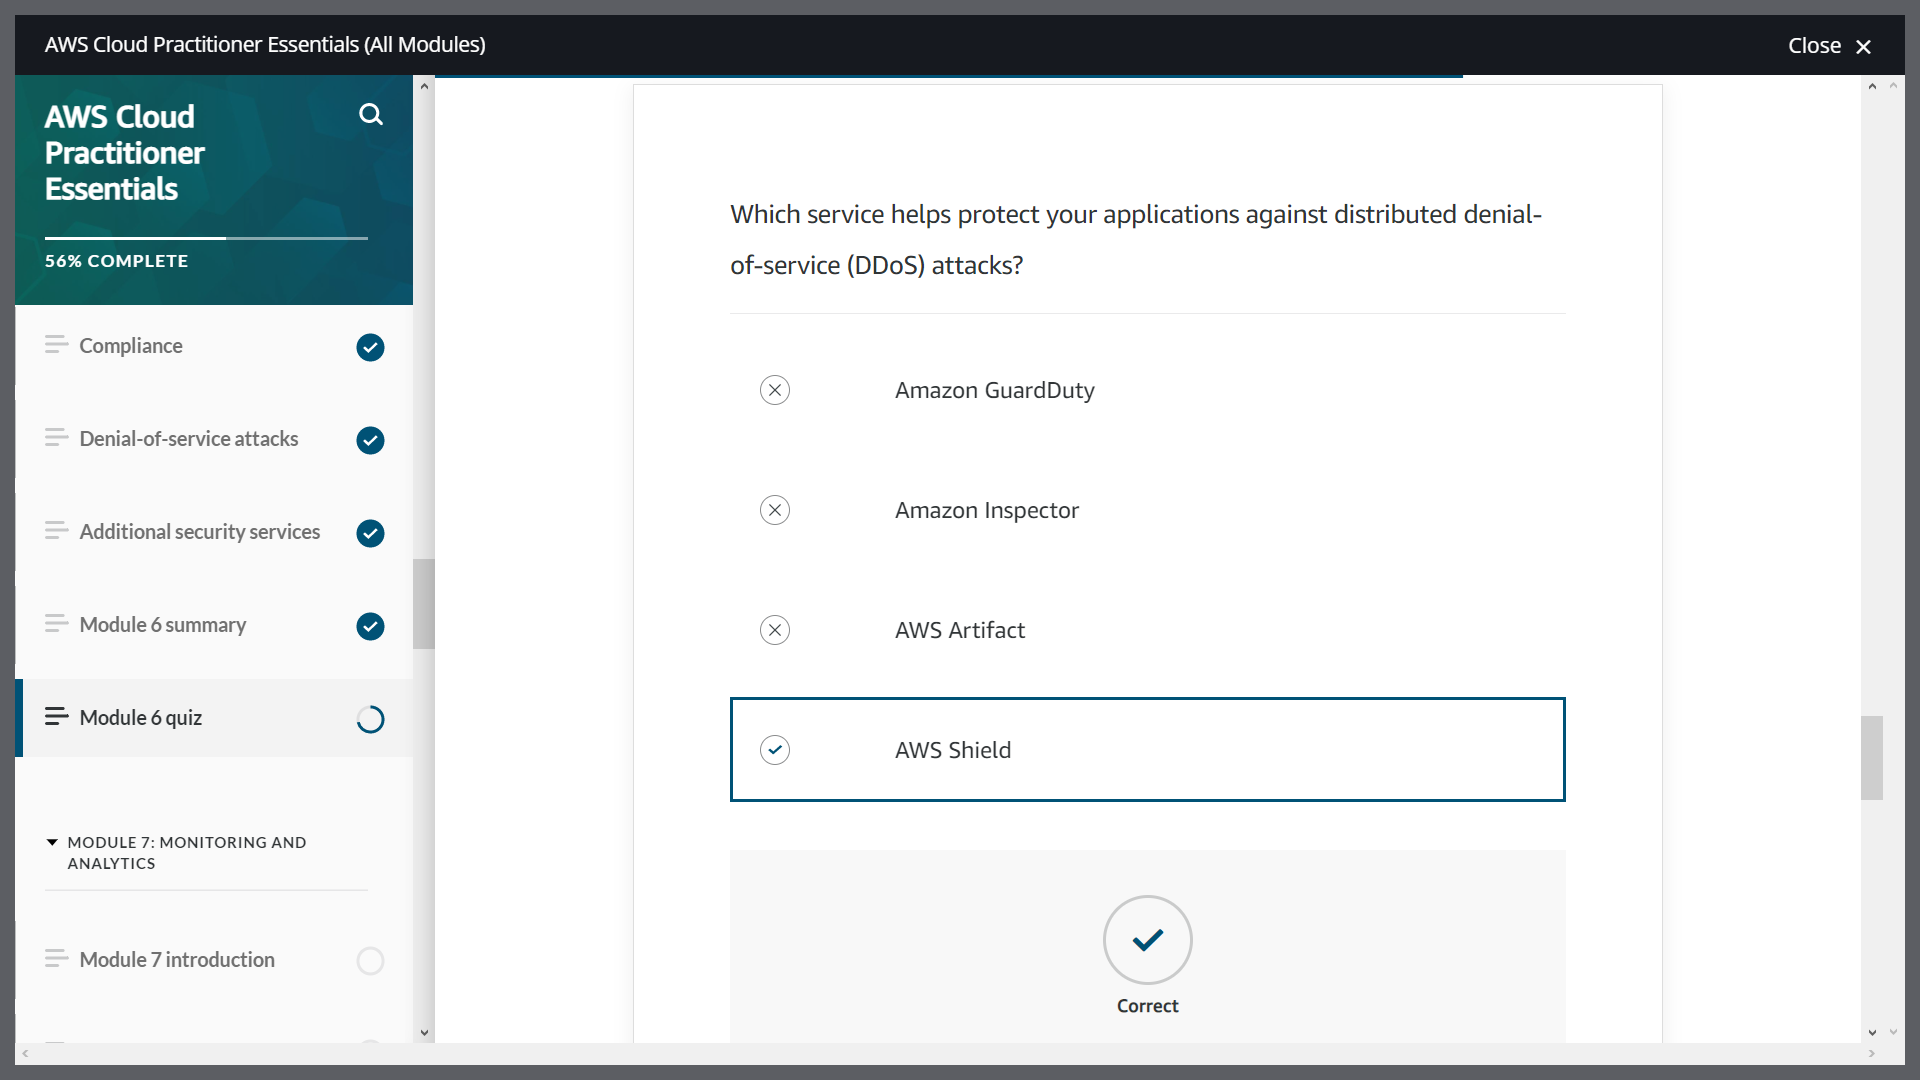 AWS Cloud Practitioner Essentials (All Modules)
Close
AWS Cloud
Practitioner
Essentials
56% COMPLETE
Compliance
Denial-of-service attacks
Additional security services
Module 6 summary
Module 6 quiz
MODULE 7: MONITORING AND
ANALYTICS
Module 7 introduction
Which service helps protect your applications against distributed denial-
of-service (DDoS) attacks?
Amazon GuardDuty
Amazon Inspector
AWS Artifact
AWS Shield
Correct